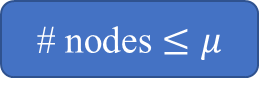 # nodes ≤ μ